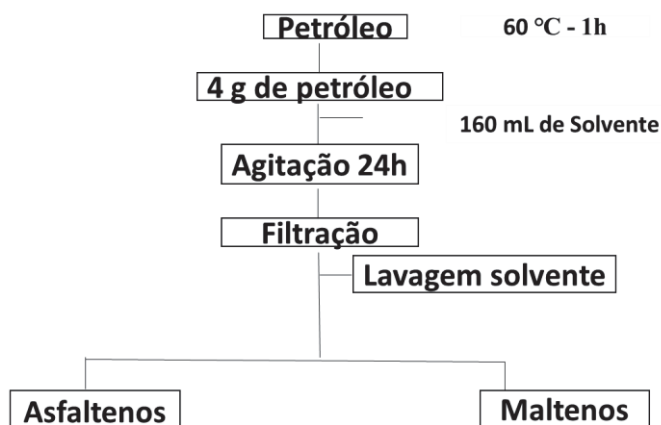 Petróleo
60 °C - 1h
4 g de petróleo
160 mL de Solvente
Agitação 24h
Filtração
Lavagem solvente
Asfaltenos
Maltenos